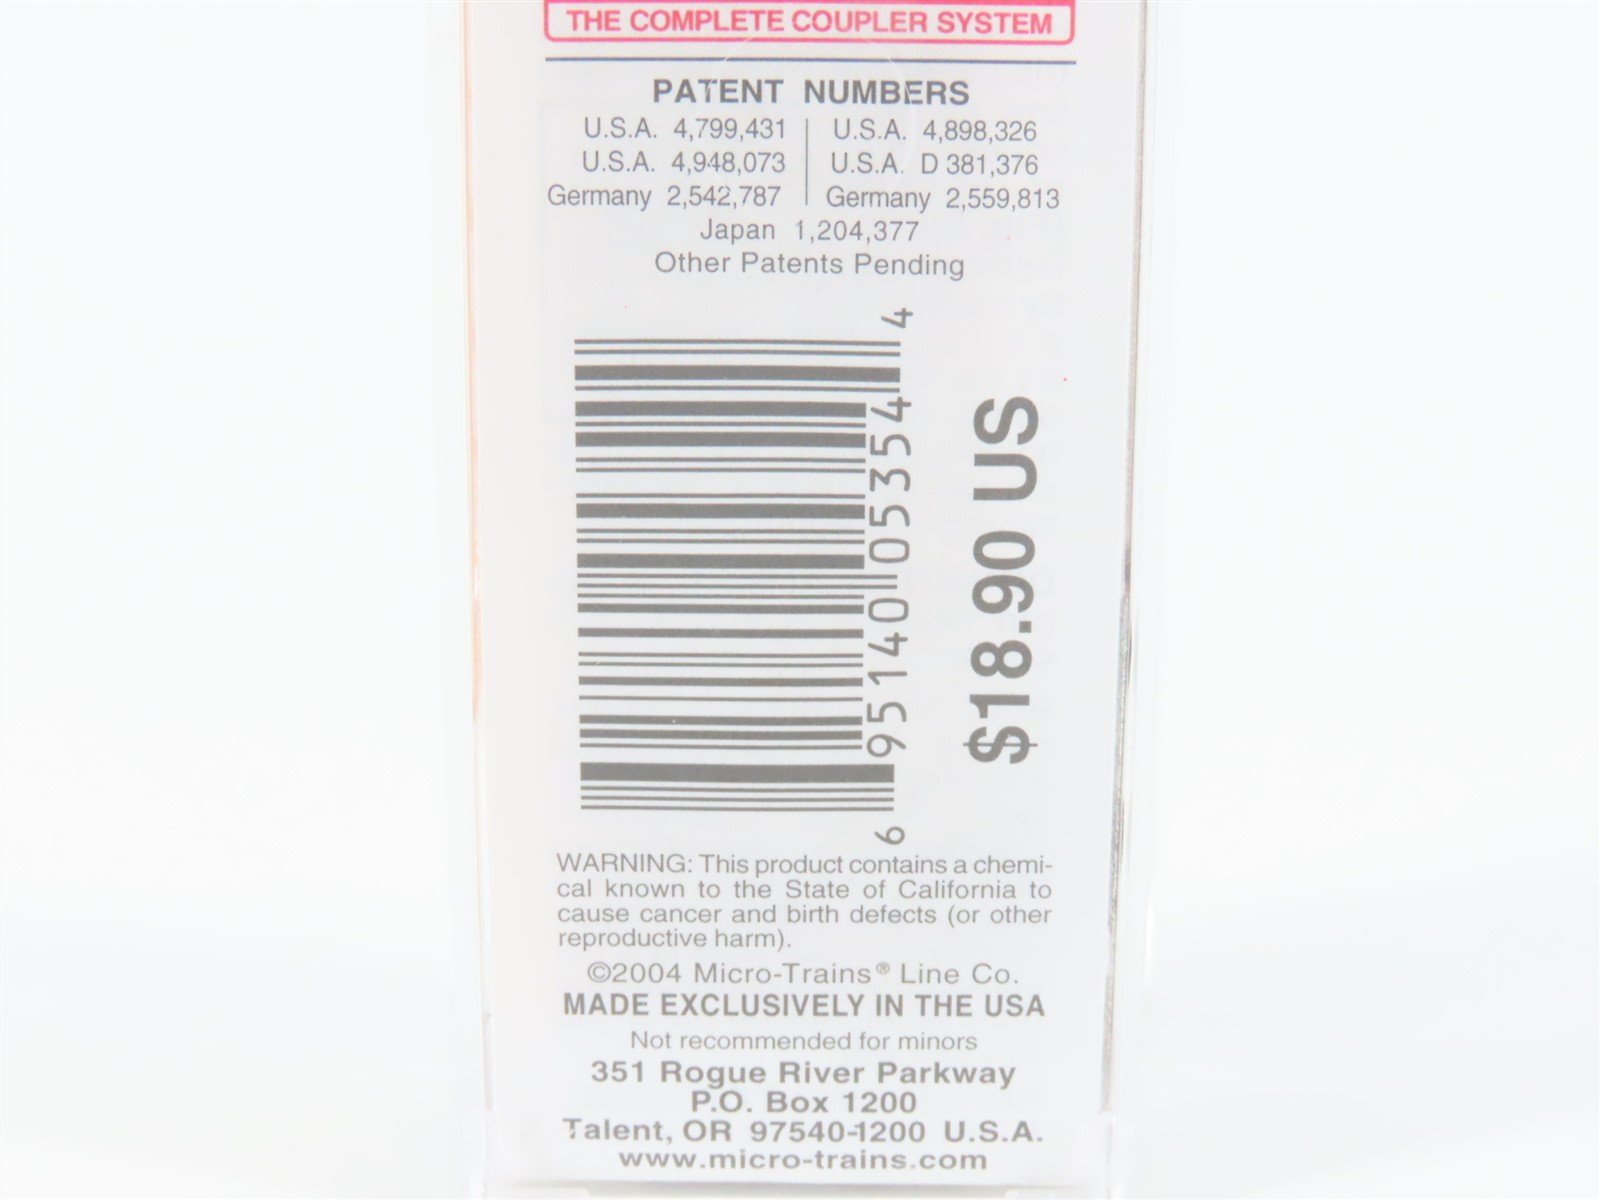 THE COMPLETE COUPLER SYSTEM
PATENT NUMBERS
U.S.A. 4,799,431 U.S.A. 4,898,326
U.S.A. 4,948,073 U.S.A. D 381,376
Germany 2,542,787 Germany 2,559,813
Japan 1,204,377
Other Patents Pending
6 95140 05354 4
$18.90 US
WARNING: This product contains a chemi-
cal known to the State of California to
cause cancer and birth defects (or other
reproductive harm).
©2004 Micro-Trains® Line Co.
MADE EXCLUSIVELY IN THE USA
Not recommended for minors
351 Rogue River Parkway
P.O. Box 1200
Talent, OR 97540-1200 U.S.A.
www.micro-trains.com